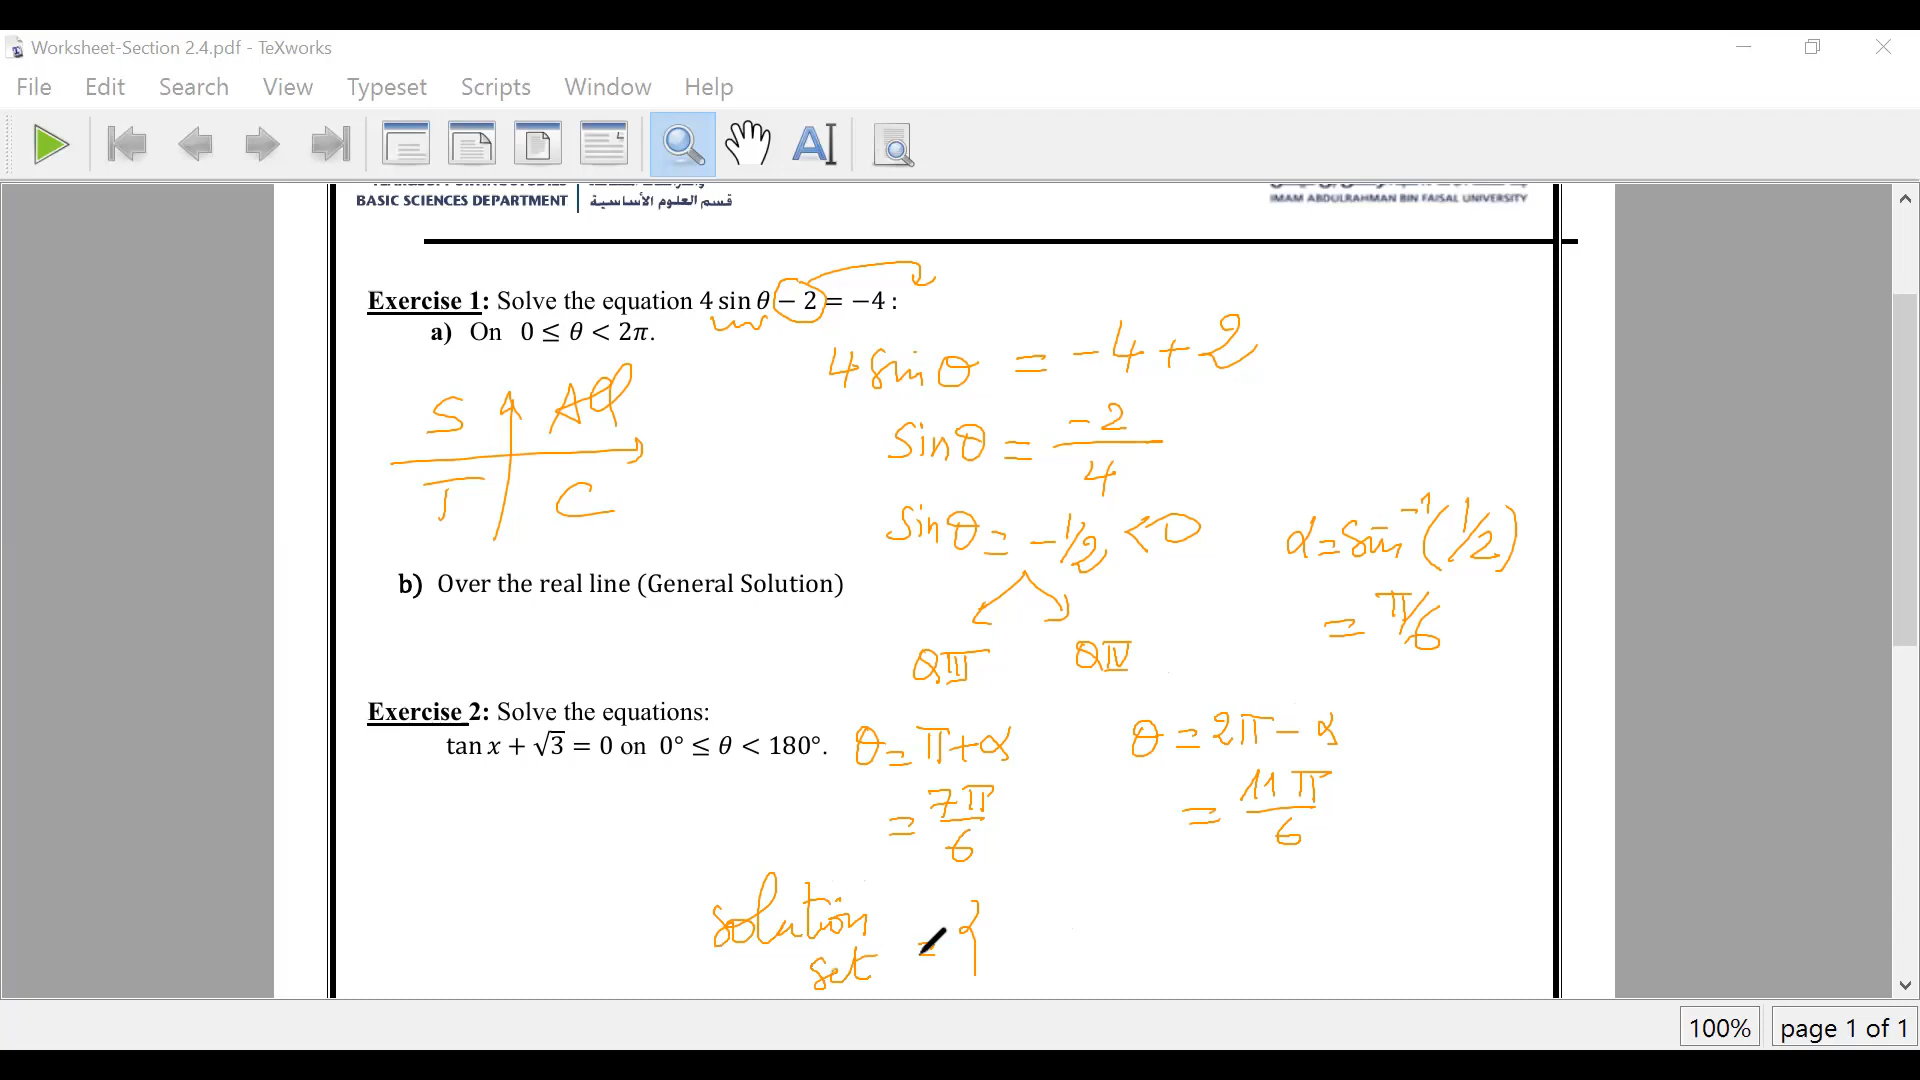 Worksheet-Section 2.4.pdf - TeXworks
File Edit Search View Typeset Scripts Window Help
BASIC SCIENCES DEPARTMENT
قسم العلوم الأساسية
IMAM ABDULRAHMAN BIN FAISAL UNIVERSITY
Exercise 1: Solve the equation 4 sin θ − 2 = −4 :
a) On 0 ≤ θ < 2π.
4 sin θ = −4 + 2
S All
T C
sin θ = −2/4
sin θ = −1/2 < 0
α = sin⁻¹(1/2)
= π/6
b) Over the real line (General Solution)
QIII QIV
Exercise 2: Solve the equations:
tan x + √3 = 0 on 0° ≤ θ < 180°.
θ = π + α
= 7π/6
θ = 2π − α
= 11π/6
solution set = {
100%
page 1 of 1